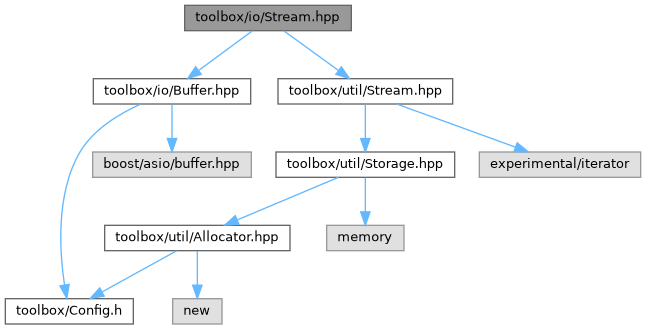 toolbox/io/Stream.hpp
toolbox/io/Buffer.hpp
toolbox/util/Stream.hpp
boost/asio/buffer.hpp
toolbox/util/Storage.hpp
experimental/iterator
toolbox/util/Allocator.hpp
memory
toolbox/Config.h
new